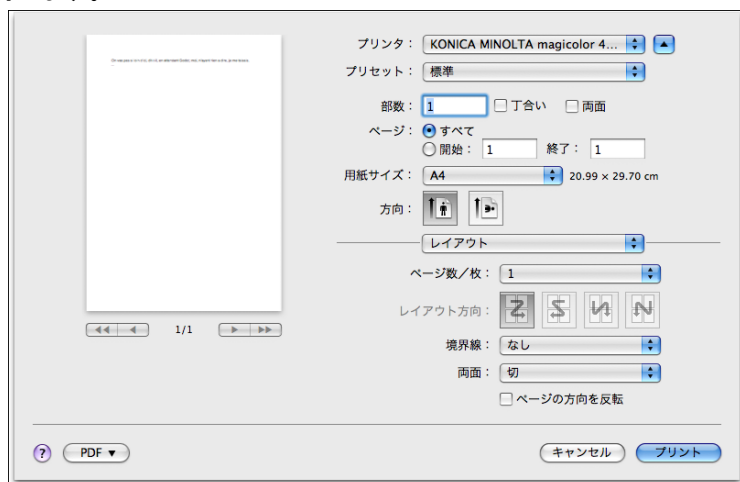 プリンタ： KONICA MINOLTA magicolor 4...
プリセット： 標準
部数： 1 丁合い 両面
ページ： すべて
開始： 1 終了： 1
用紙サイズ： A4 20.99 × 29.70 cm
方向：
レイアウト
ページ数／枚： 1
レイアウト方向：
境界線： なし
両面： 切
ページの方向を反転
1/1
? PDF ▼ キャンセル プリント